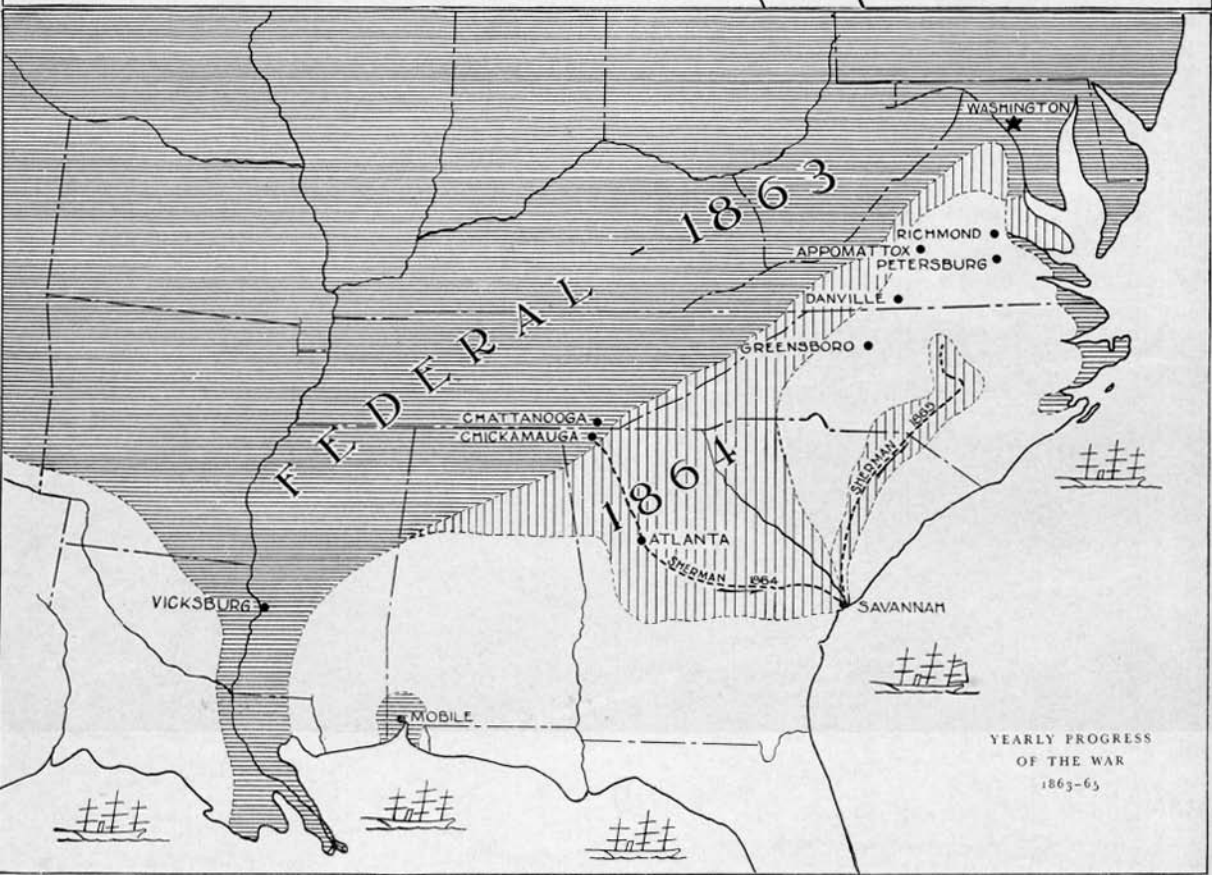 WASHINGTON
FEDERAL - 1863
RICHMOND
APPOMATTOX
PETERSBURG
DANVILLE
GREENSBORO
CHATTANOOGA
CHICKAMAUGA
1864
SHERMAN 1865
ATLANTA
SHERMAN 1864
VICKSBURG
SAVANNAH
MOBILE
YEARLY PROGRESS
OF THE WAR
1863-65